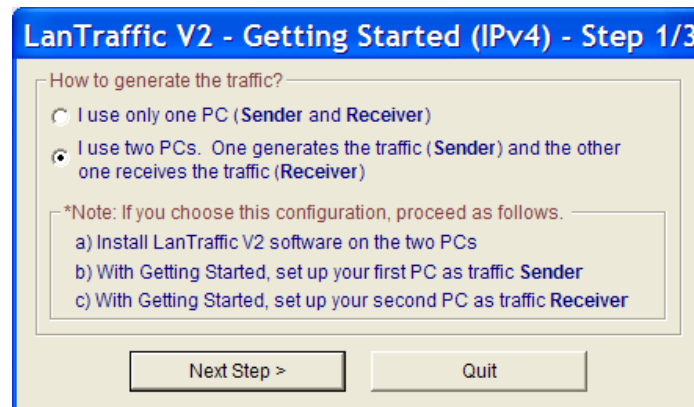 LanTraffic V2 - Getting Started (IPv4) - Step 1/3
How to generate the traffic?
I use only one PC (Sender and Receiver)
I use two PCs. One generates the traffic (Sender) and the other
one receives the traffic (Receiver)
*Note: If you choose this configuration, proceed as follows.
a) Install LanTraffic V2 software on the two PCs
b) With Getting Started, set up your first PC as traffic Sender
c) With Getting Started, set up your second PC as traffic Receiver
Next Step >
Quit